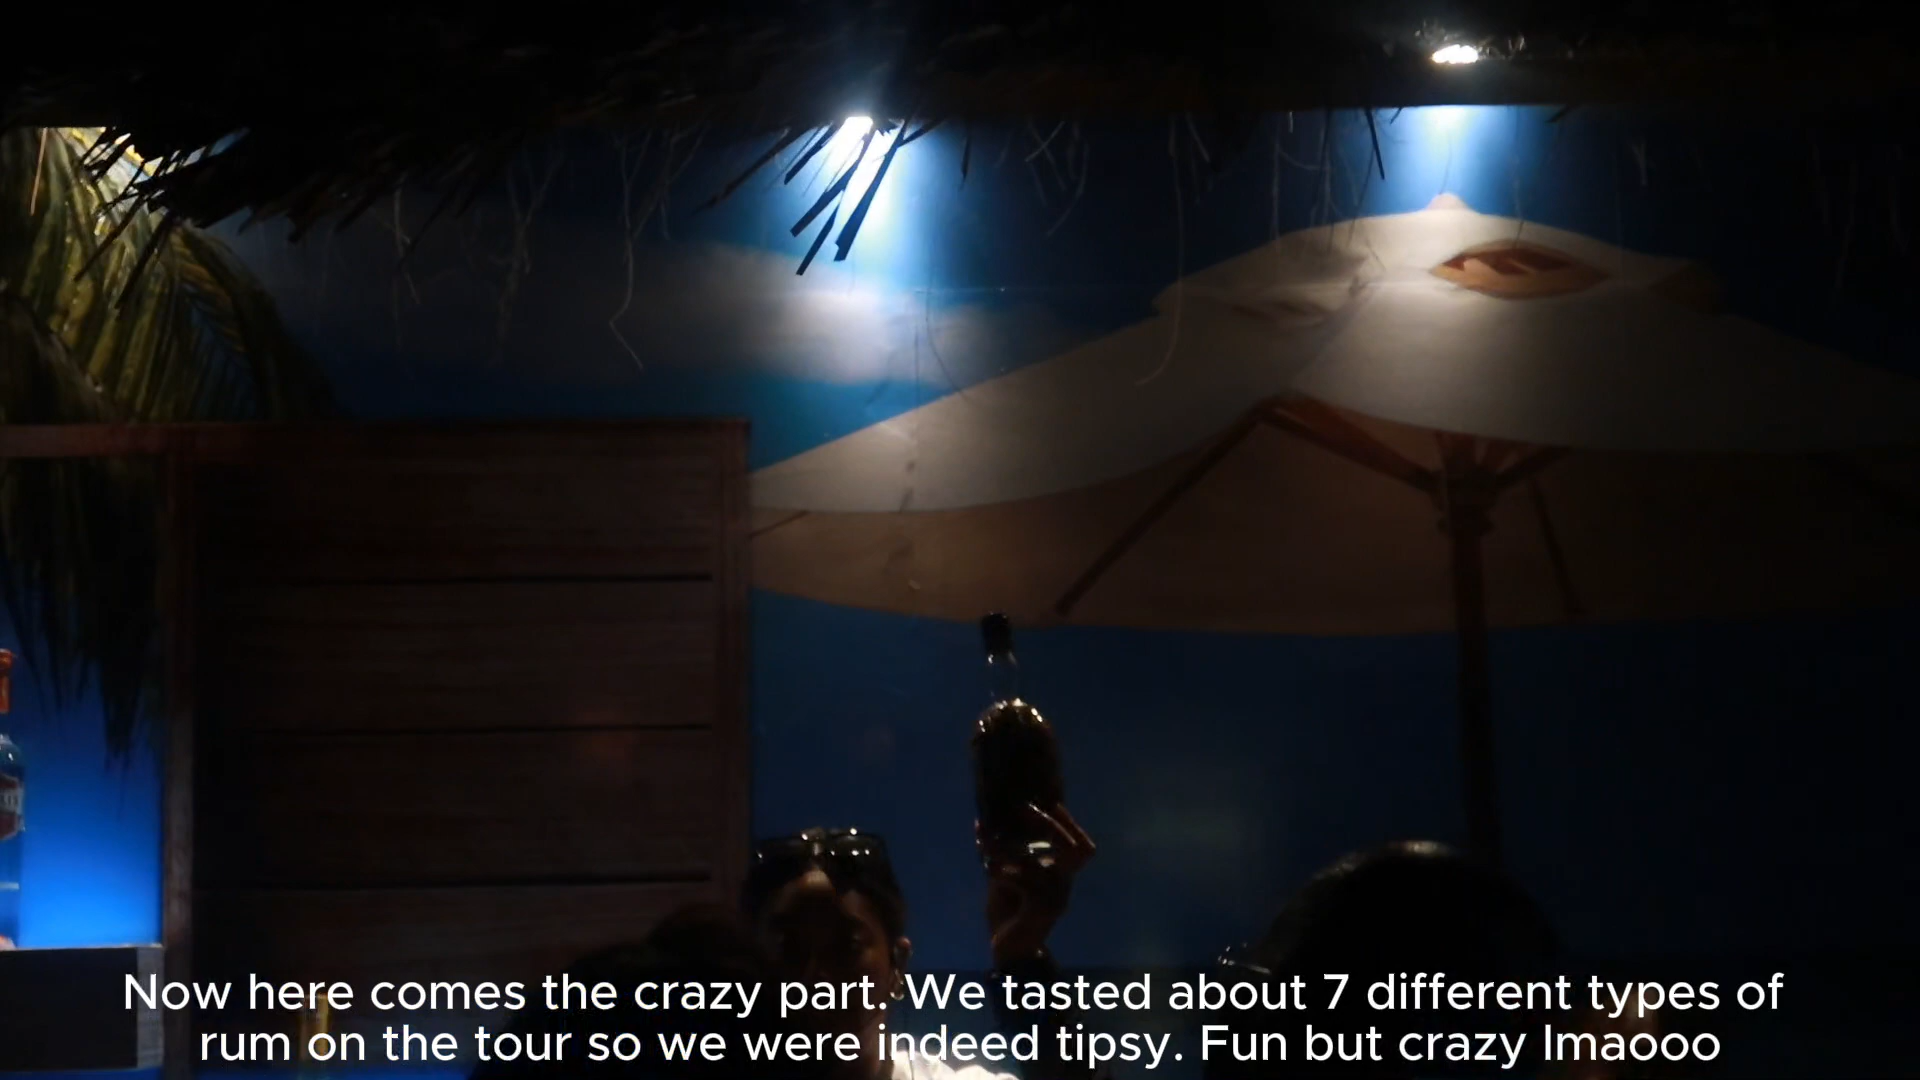 Now here comes the crazy part. We tasted about 7 different types of
rum on the tour so we were indeed tipsy. Fun but crazy lmaooo